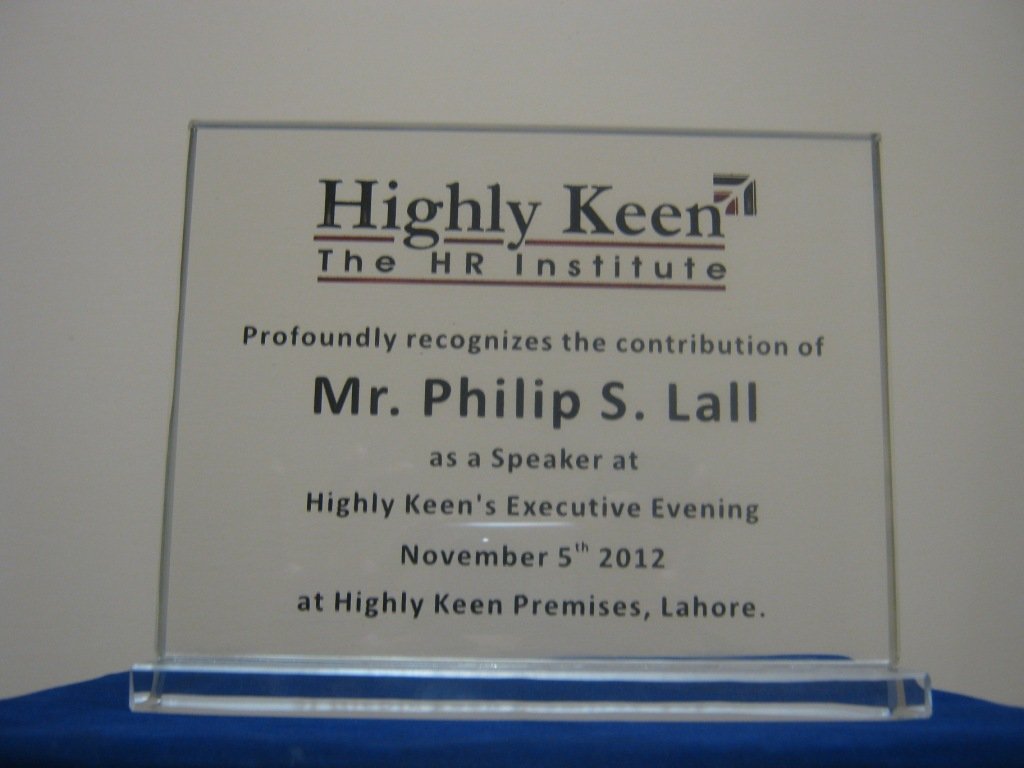 Highly Keen
The HR Institute
Profoundly recognizes the contribution of
Mr. Philip S. Lall
as a Speaker at
Highly Keen's Executive Evening
November 5th 2012
at Highly Keen Premises, Lahore.